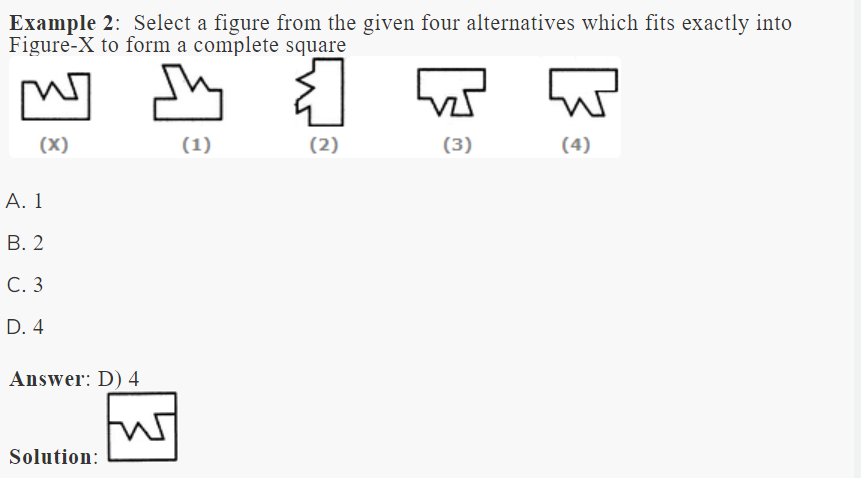 Example 2: Select a figure from the given four alternatives which fits exactly into
Figure-X to form a complete square
(X) (1) (2) (3) (4)
A. 1
B. 2
C. 3
D. 4
Answer: D) 4
Solution: